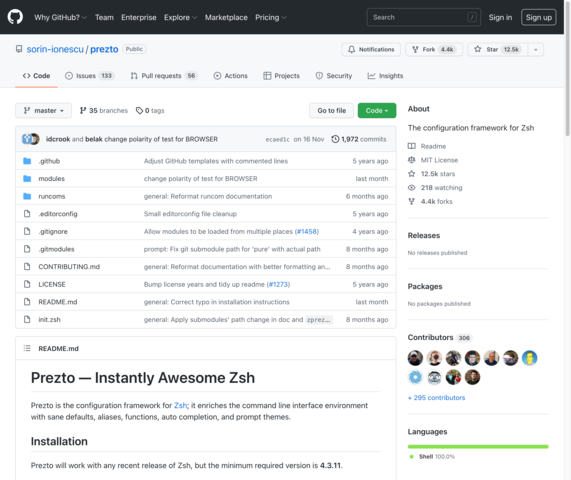 Why GitHub? Team Enterprise Explore Marketplace Pricing Search / Sign in Sign up
sorin-ionescu / prezto Public Notifications Fork 4.4k Star 12.5k
Code Issues 133 Pull requests 56 Actions Projects Security Insights
master 35 branches 0 tags Go to file Code
idcrook and belak change polarity of test for BROWSER ecaed1c on 16 Nov 1,972 commits
.github Adjust GitHub templates with commented lines 5 years ago
modules change polarity of test for BROWSER last month
runcoms general: Reformat runcom documentation 6 months ago
.editorconfig Small editorconfig file cleanup 5 years ago
.gitignore Allow modules to be loaded from multiple places (#1458) 4 years ago
.gitmodules prompt: Fix git submodule path for 'pure' with actual path 8 months ago
CONTRIBUTING.md general: Reformat documentation with better formatting an... 8 months ago
LICENSE Bump license years and tidy up readme (#1273) 5 years ago
README.md general: Correct typo in installation instructions last month
init.zsh general: Apply submodules' path change in doc and zprez... 8 months ago
README.md
Prezto — Instantly Awesome Zsh
Prezto is the configuration framework for Zsh; it enriches the command line interface environment
with sane defaults, aliases, functions, auto completion, and prompt themes.
Installation
Prezto will work with any recent release of Zsh, but the minimum required version is 4.3.11.
About
The configuration framework for Zsh
Readme
MIT License
12.5k stars
218 watching
4.4k forks
Releases
No releases published
Packages
No packages published
Contributors 306
+ 295 contributors
Languages
Shell 100.0%